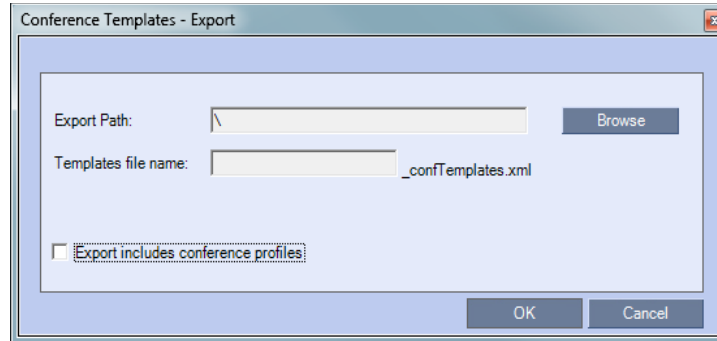 Conference Templates - Export
Export Path: \ Browse
Templates file name: _confTemplates.xml
Export includes conference profiles
OK Cancel